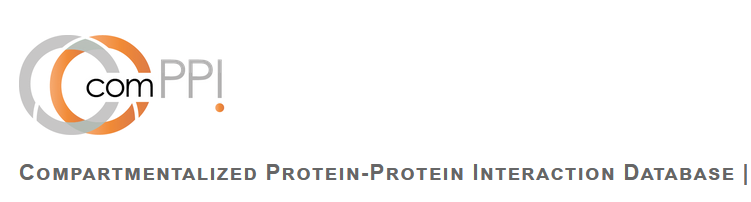 comPPI
Compartmentalized Protein-Protein Interaction Database |